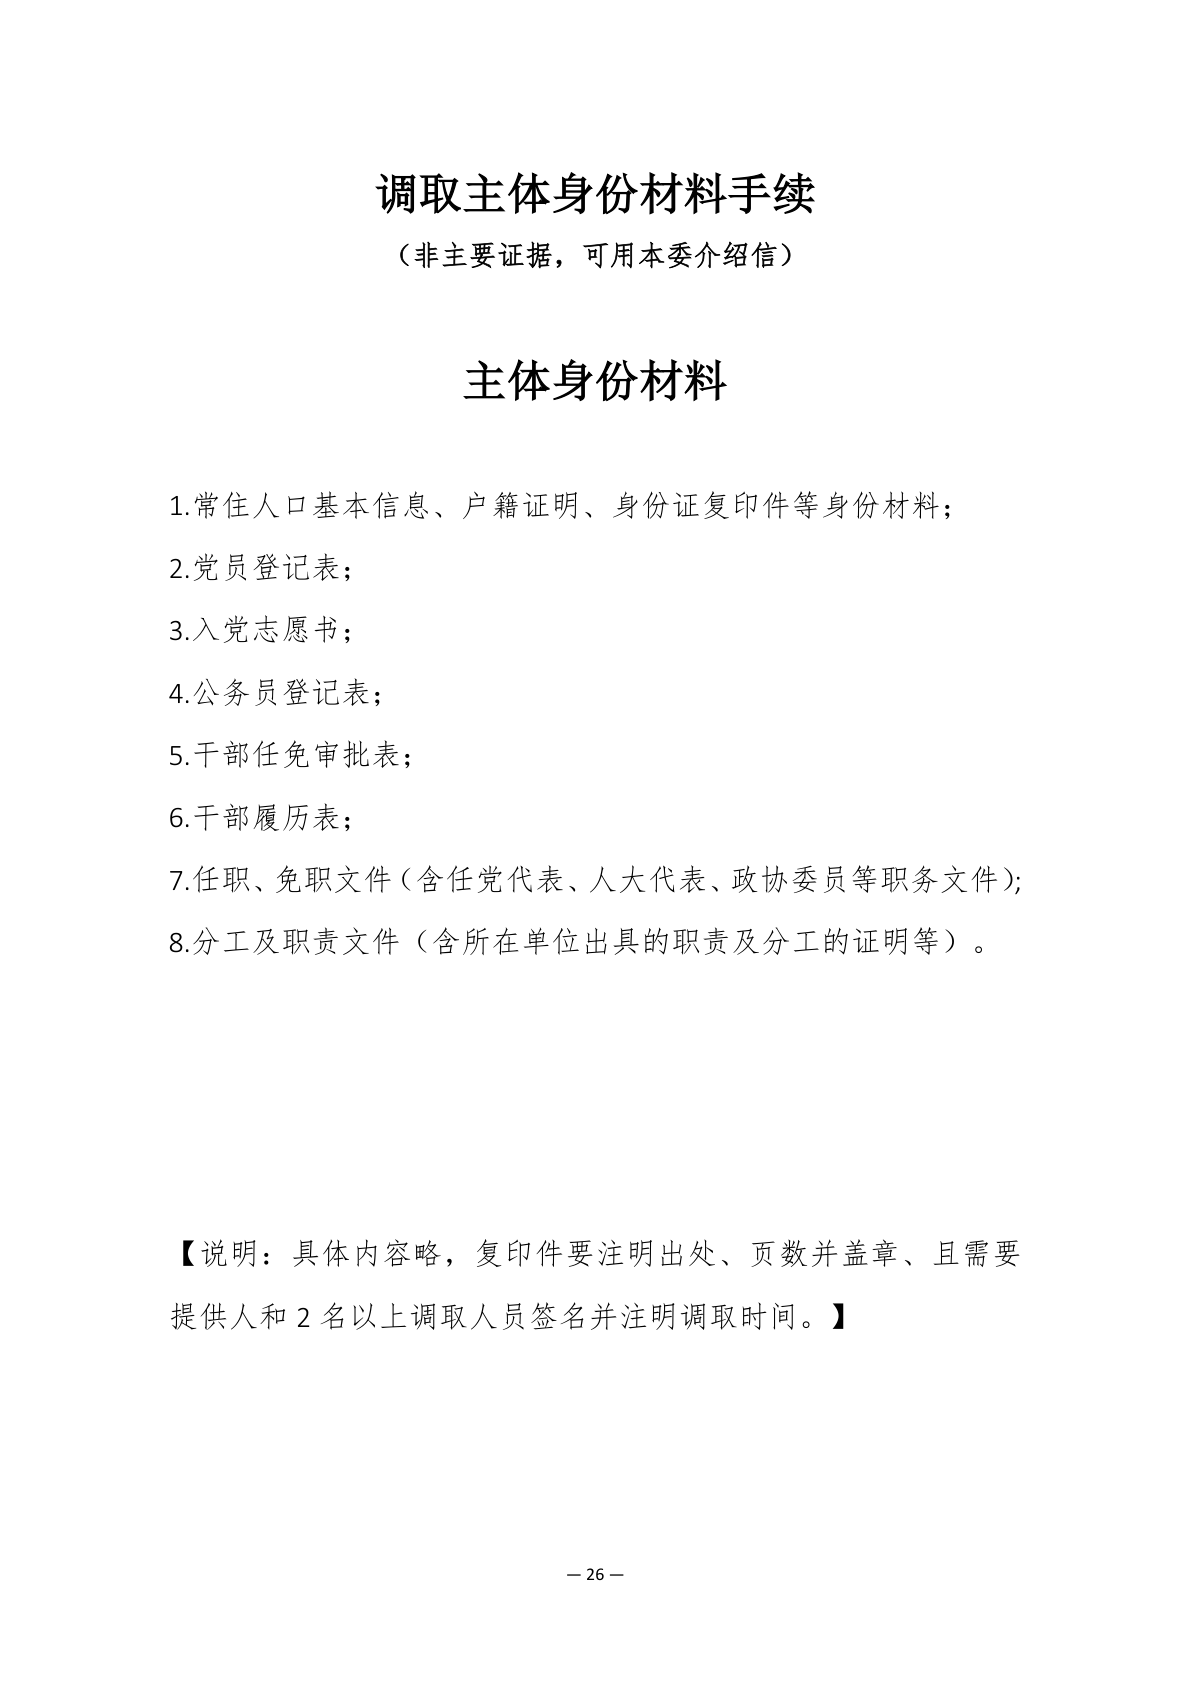 调取主体身份材料手续
（非主要证据，可用本委介绍信）
主体身份材料
1.常住人口基本信息、户籍证明、身份证复印件等身份材料；
2.党员登记表；
3.入党志愿书；
4.公务员登记表；
5.干部任免审批表；
6.干部履历表；
7.任职、免职文件（含任党代表、人大代表、政协委员等职务文件）；
8.分工及职责文件（含所在单位出具的职责及分工的证明等）。
【说明：具体内容略，复印件要注明出处、页数并盖章、且需要
提供人和 2 名以上调取人员签名并注明调取时间。】
— 26 —